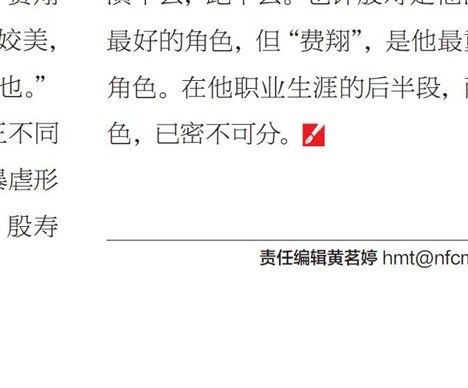 姣美，
也。”
不同
暴虐形
殷寿
最好的角色，但“费翔”，是他最
角色。在他职业生涯的后半段，
色，已密不可分。
责任编辑黄茗婷 hmt@nfcm